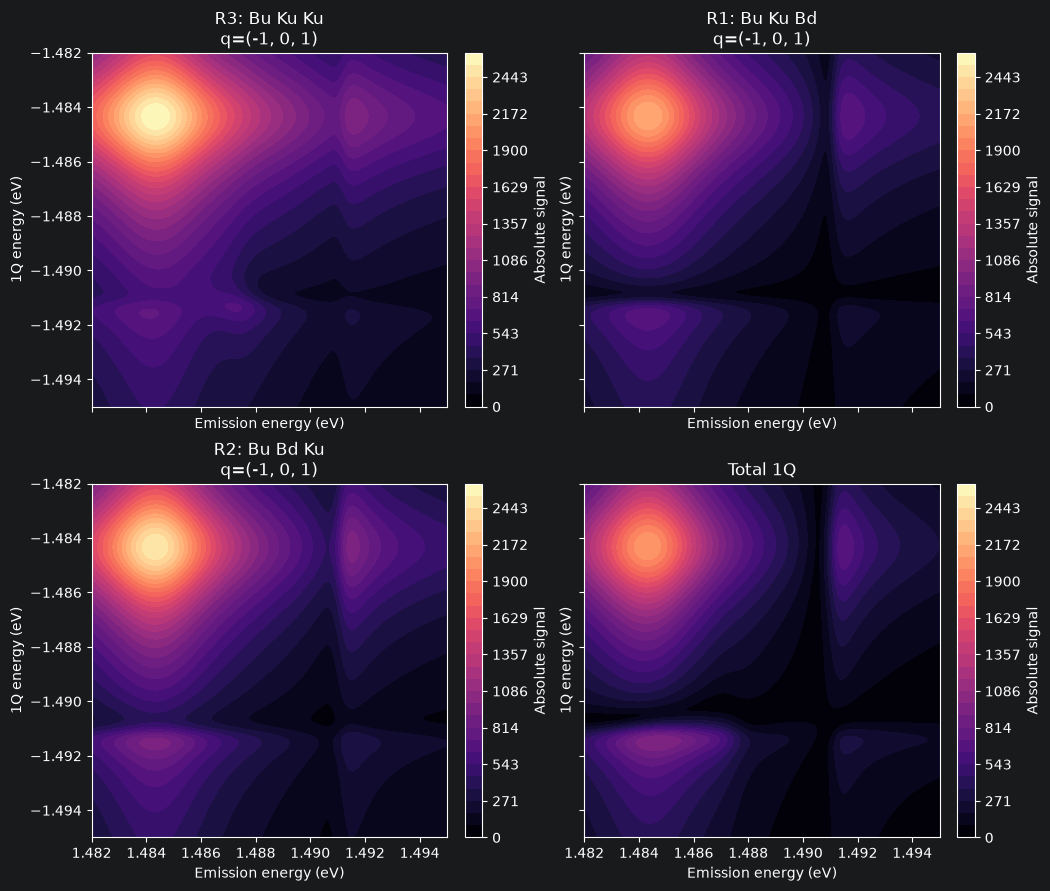 R3: Bu Ku Ku
q=(-1, 0, 1)
−1.482
−1.484
−1.486
−1.488
−1.490
−1.492
−1.494
1Q energy (eV)
Emission energy (eV)
2443
2172
1900
1629
1357
1086
814
543
271
0
Absolute signal
R1: Bu Ku Bd
q=(-1, 0, 1)
1Q energy (eV)
Emission energy (eV)
2443
2172
1900
1629
1357
1086
814
543
271
0
Absolute signal
R2: Bu Bd Ku
q=(-1, 0, 1)
−1.482
−1.484
−1.486
−1.488
−1.490
−1.492
−1.494
1Q energy (eV)
1.482 1.484 1.486 1.488 1.490 1.492 1.494
Emission energy (eV)
2443
2172
1900
1629
1357
1086
814
543
271
0
Absolute signal
Total 1Q
1Q energy (eV)
1.482 1.484 1.486 1.488 1.490 1.492 1.494
Emission energy (eV)
2443
2172
1900
1629
1357
1086
814
543
271
0
Absolute signal